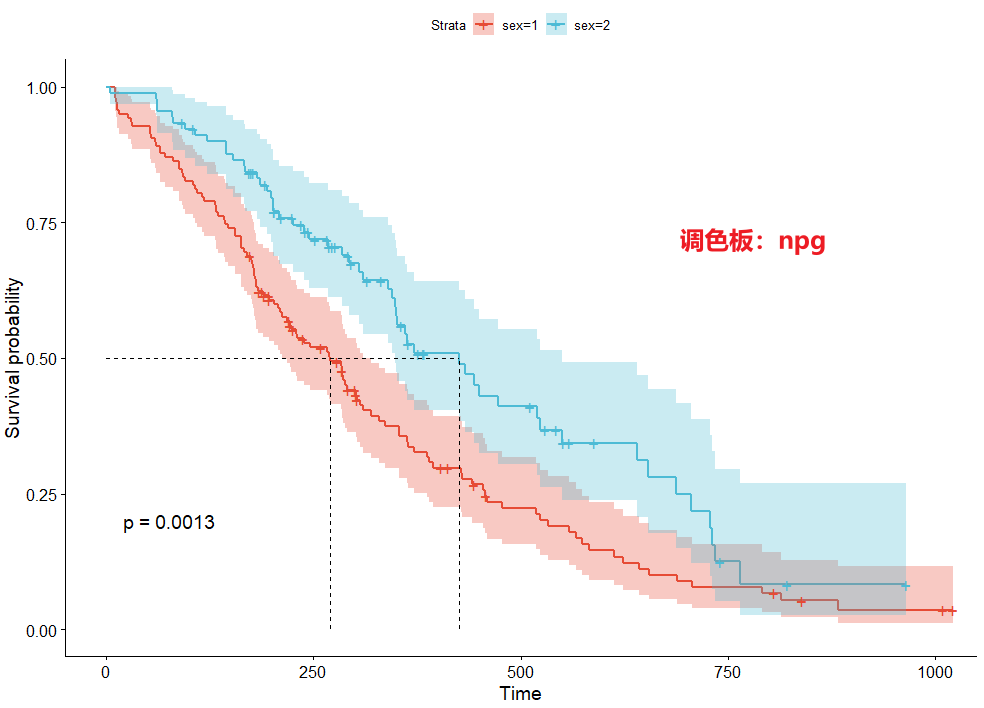 Strata sex=1 sex=2
1.00
0.75
调色板：npg
Survival probability
0.50
0.25
p = 0.0013
0.00
0 250 500 750 1000
Time